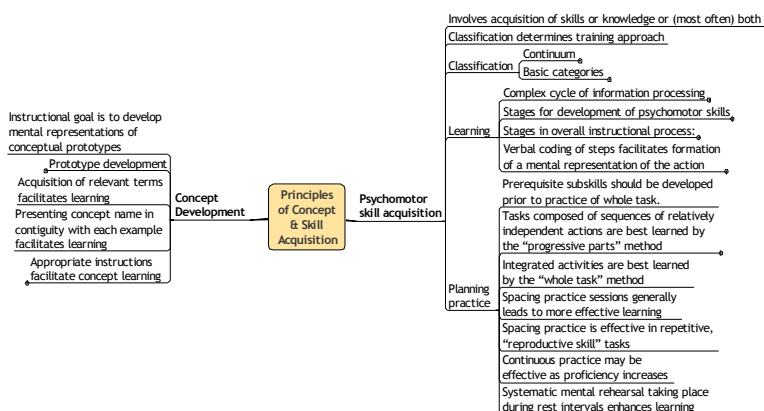 Involves acquisition of skills or knowledge or (most often) both
Classification determines training approach
Continuum
Classification
Basic categories
Complex cycle of information processing
Stages for development of psychomotor skills
Learning
Stages in overall instructional process:
Verbal coding of steps facilitates formation
of a mental representation of the action
Instructional goal is to develop
mental representations of
conceptual prototypes
Prototype development
Acquisition of relevant terms
facilitates learning
Presenting concept name in
contiguity with each example
facilitates learning
Appropriate instructions
facilitate concept learning
Concept
Development
Principles
of Concept
& Skill
Acquisition
Psychomotor
skill acquisition
Prerequisite subskills should be developed
prior to practice of whole task.
Tasks composed of sequences of relatively
independent actions are best learned by
the “progressive parts” method
Integrated activities are best learned
by the “whole task” method
Planning
practice
Spacing practice sessions generally
leads to more effective learning
Spacing practice is effective in repetitive,
“reproductive skill” tasks
Continuous practice may be
effective as proficiency increases
Systematic mental rehearsal taking place
during rest intervals enhances learning